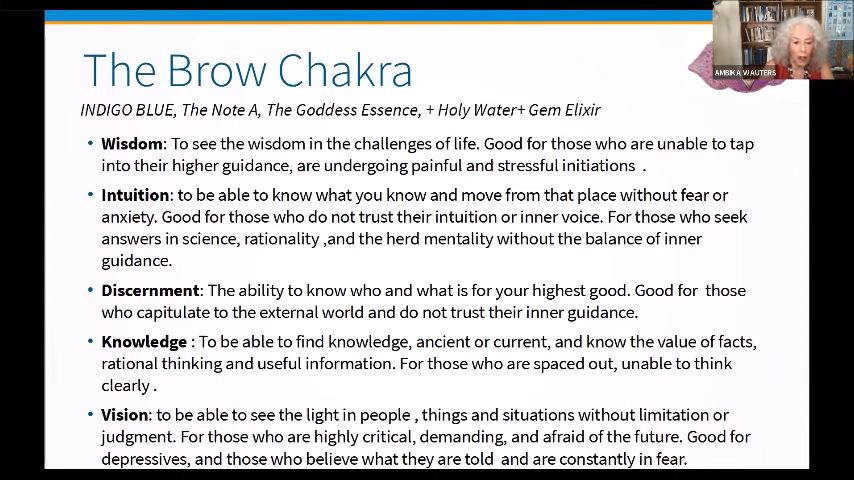 AMBIKA WAUTERS
The Brow Chakra
INDIGO BLUE, The Note A, The Goddess Essence, + Holy Water+ Gem Elixir
• Wisdom: To see the wisdom in the challenges of life. Good for those who are unable to tap
into their higher guidance, are undergoing painful and stressful initiations .
• Intuition: to be able to know what you know and move from that place without fear or
anxiety. Good for those who do not trust their intuition or inner voice. For those who seek
answers in science, rationality ,and the herd mentality without the balance of inner
guidance.
• Discernment: The ability to know who and what is for your highest good. Good for those
who capitulate to the external world and do not trust their inner guidance.
• Knowledge : To be able to find knowledge, ancient or current, and know the value of facts,
rational thinking and useful information. For those who are spaced out, unable to think
clearly .
• Vision: to be able to see the light in people , things and situations without limitation or
judgment. For those who are highly critical, demanding, and afraid of the future. Good for
depressives, and those who believe what they are told and are constantly in fear.